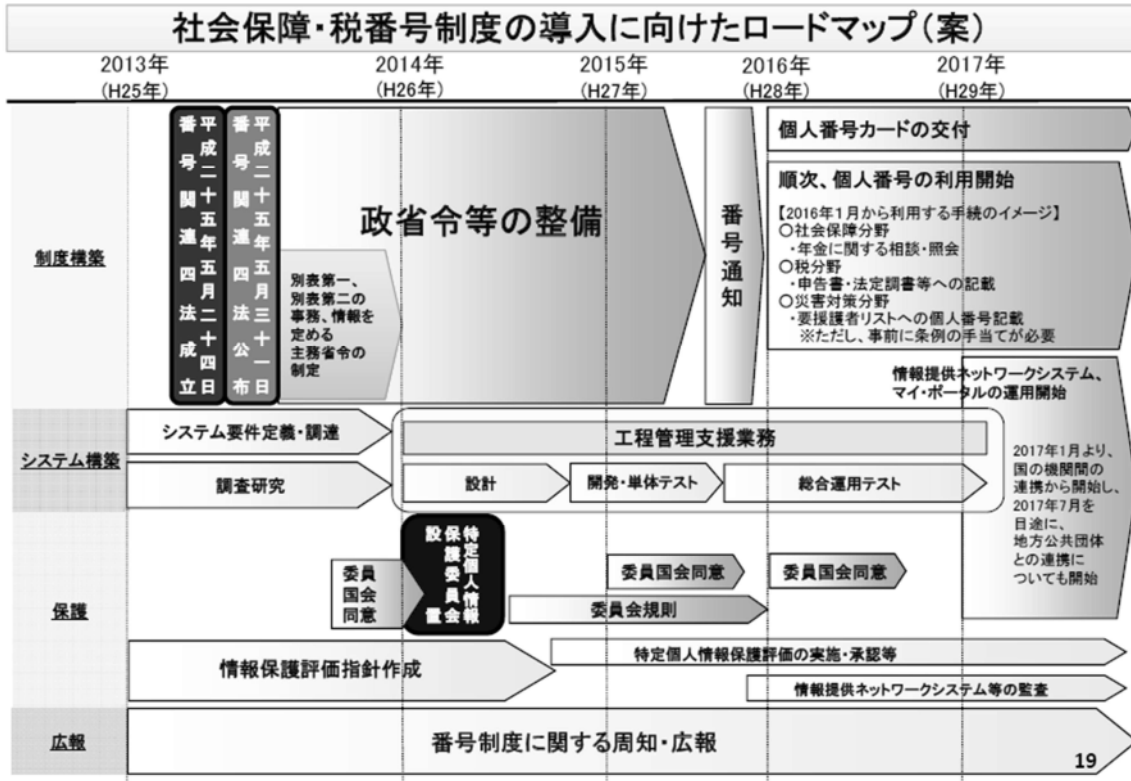 社会保障・税番号制度の導入に向けたロードマップ(案)
2013年
(H25年)
2014年
(H26年)
2015年
(H27年)
2016年
(H28年)
2017年
(H29年)
制度構築
平成二十五年五月二十四日
番号関連四法成立
平成二十五年五月三十一日
番号関連四法公布
政省令等の整備
別表第一、
別表第二の
事務、情報を
定める
主務省令の
制定
番号通知
個人番号カードの交付
順次、個人番号の利用開始
【2016年1月から利用する手続のイメージ】
○社会保障分野
・年金に関する相談・照会
○税分野
・申告書・法定調書等への記載
○災害対策分野
・要援護者リストへの個人番号記載
※ただし、事前に条例の手当てが必要
情報提供ネットワークシステム、
マイ・ポータルの運用開始
2017年1月より、
国の機関間の
連携から開始し、
2017年7月を
目途に、
地方公共団体
との連携に
ついても開始
システム構築
システム要件定義・調達
工程管理支援業務
調査研究
設計
開発・単体テスト
総合運用テスト
保護
委員
国会
同意
特定個人情報
保護委員会
設置
委員国会同意
委員国会同意
委員会規則
情報保護評価指針作成
特定個人情報保護評価の実施・承認等
情報提供ネットワークシステム等の監査
広報
番号制度に関する周知・広報
19